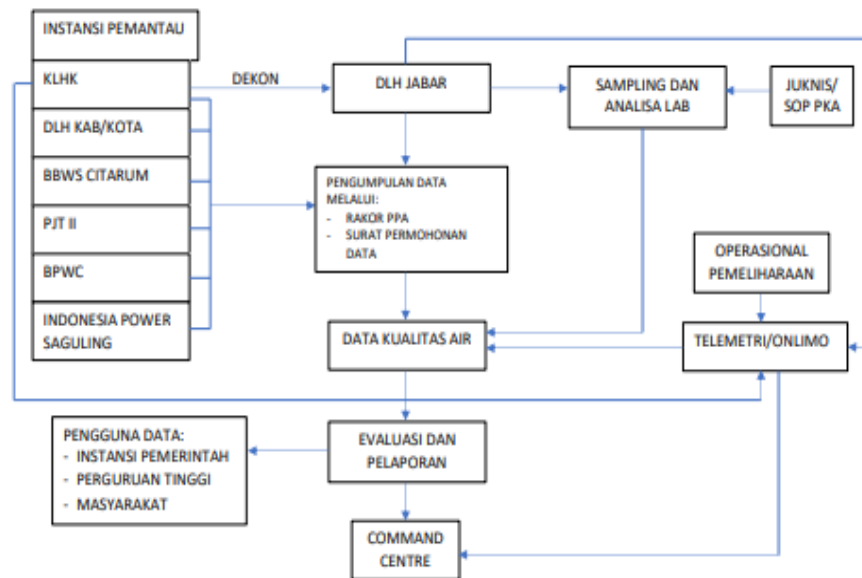 INSTANSI PEMANTAU
KLHK
DLH KAB/KOTA
BBWS CITARUM
PJT II
BPWC
INDONESIA POWER
SAGULING
DEKON
DLH JABAR
SAMPLING DAN
ANALISA LAB
JUKNIS/
SOP PKA
PENGUMPULAN DATA
MELALUI:
- RAKOR PPA
- SURAT PERMOHONAN
DATA
OPERASIONAL
PEMELIHARAAN
DATA KUALITAS AIR
TELEMETRI/ONLIMO
PENGGUNA DATA:
- INSTANSI PEMERINTAH
- PERGURUAN TINGGI
- MASYARAKAT
EVALUASI DAN
PELAPORAN
COMMAND
CENTRE